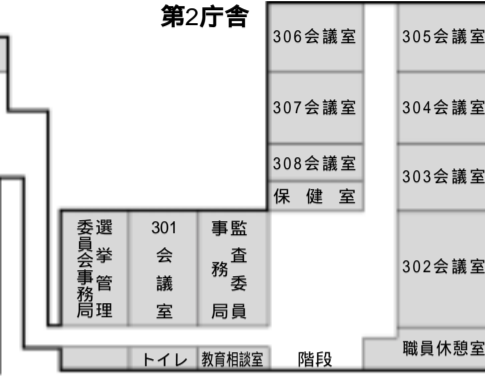 第2庁舎
306会議室
305会議室
307会議室
304会議室
308会議室
303会議室
保健室
選挙管理
委員会事務局
301
会
議
室
監査委員
事務局
302会議室
職員休憩室
トイレ
教育相談室
階段